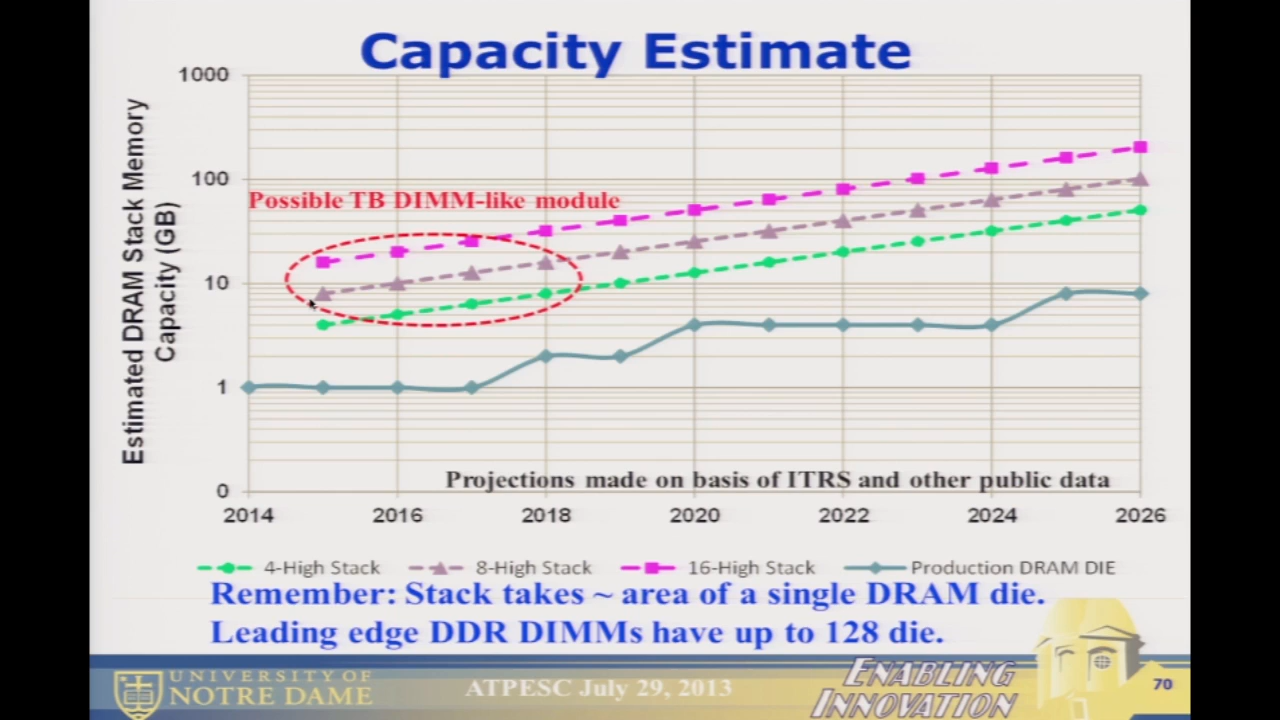 Capacity Estimate
Estimated DRAM Stack Memory
Capacity (GB)
1000
100
10
1
0
Possible TB DIMM-like module
Projections made on basis of ITRS and other public data
2014 2016 2018 2020 2022 2024 2026
4-High Stack 8-High Stack 16-High Stack Production DRAM DIE
Remember: Stack takes ~ area of a single DRAM die.
Leading edge DDR DIMMs have up to 128 die.
UNIVERSITY OF
NOTRE DAME
ATPESC July 29, 2013
ENABLING
INNOVATION
70